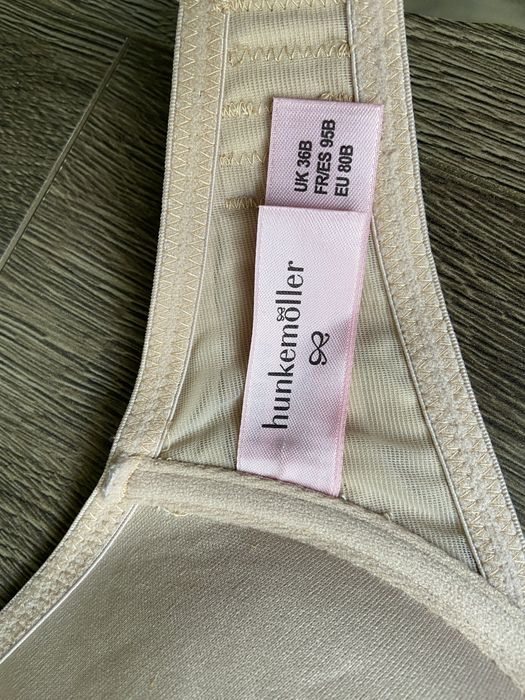 UK 36B
FR/ES 95B
EU 80B
hunkemöller